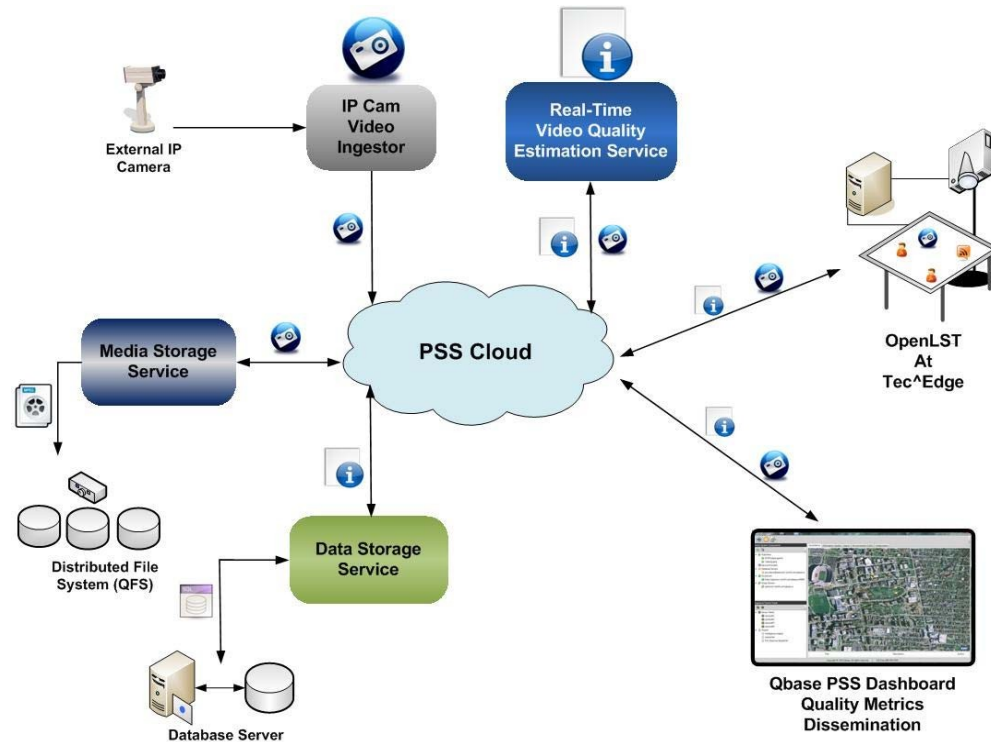 IP Cam
Video
Ingestor
Real-Time
Video Quality
Estimation Service
External IP
Camera
PSS Cloud
Media Storage
Service
OpenLST
At
Tec^Edge
Distributed File
System (QFS)
Data Storage
Service
SQL
Database Server
Qbase PSS Dashboard
Quality Metrics
Dissemination